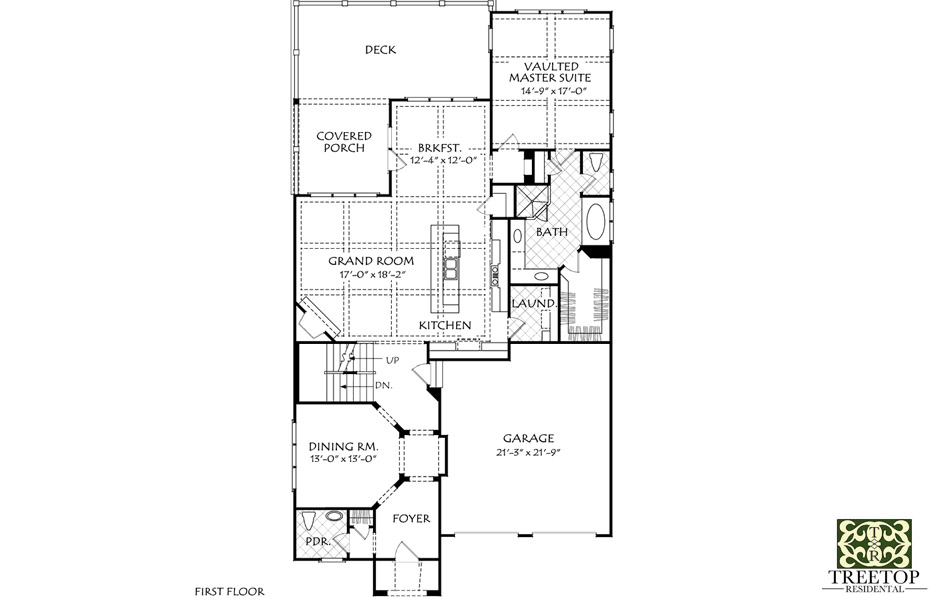 DECK
VAULTED
MASTER SUITE
14'-9" x 17'-0"
COVERED
PORCH
BRKFST.
12'-4" x 12'-0"
BATH
GRAND ROOM
17'-0" x 18'-2"
LAUND.
KITCHEN
UP
DN.
DINING RM.
13'-0" x 13'-0"
GARAGE
21'-3" x 21'-9"
FOYER
PDR.
FIRST FLOOR
T
R
TREETOP
RESIDENTIAL